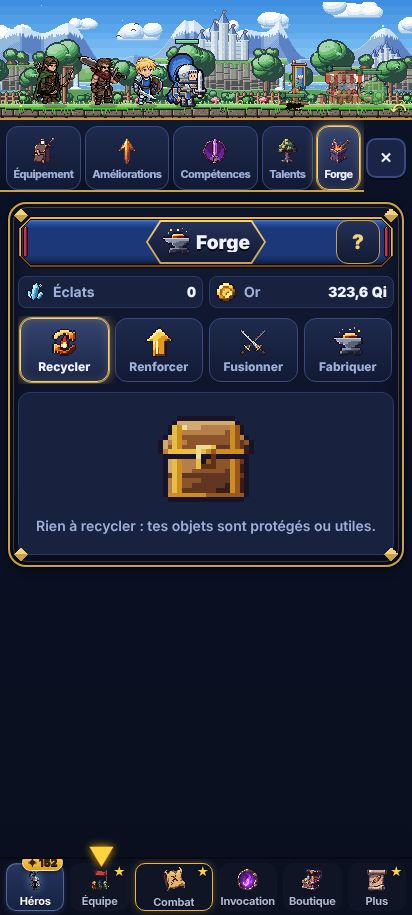 Équipement
Améliorations
Compétences
Talents
Forge
×
Forge
?
Éclats
0
Or
323,6 Qi
Recycler
Renforcer
Fusionner
Fabriquer
Rien à recycler : tes objets sont protégés ou utiles.
Héros
Équipe
Combat
Invocation
Boutique
Plus